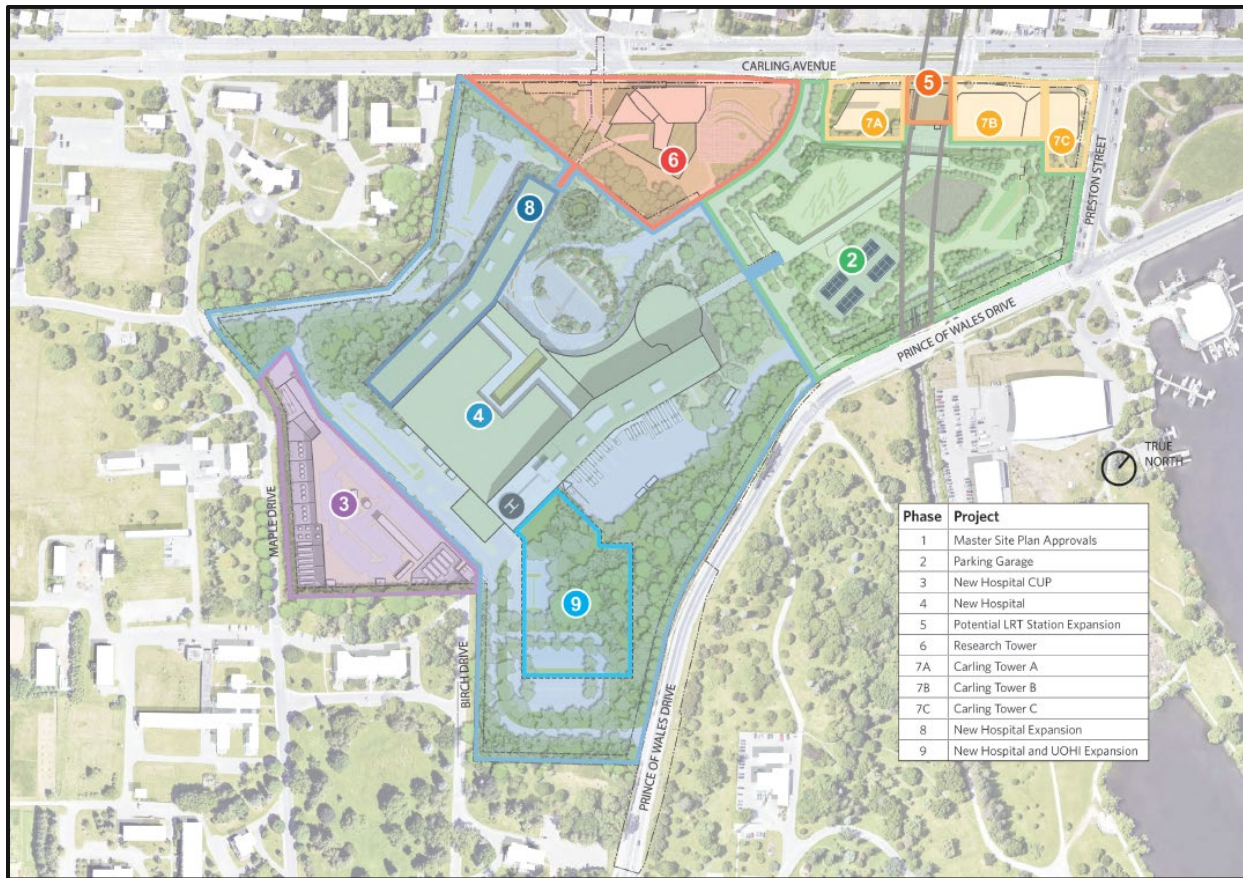 CARLING AVENUE
5
7A
7B
7C
6
8
PRESTON STREET
2
PRINCE OF WALES DRIVE
4
TRUE
NORTH
3
MAPLE DRIVE
H
9
BIRCH DRIVE
PRINCE OF WALES DRIVE
Phase Project
1 Master Site Plan Approvals
2 Parking Garage
3 New Hospital CUP
4 New Hospital
5 Potential LRT Station Expansion
6 Research Tower
7A Carling Tower A
7B Carling Tower B
7C Carling Tower C
8 New Hospital Expansion
9 New Hospital and UOHI Expansion